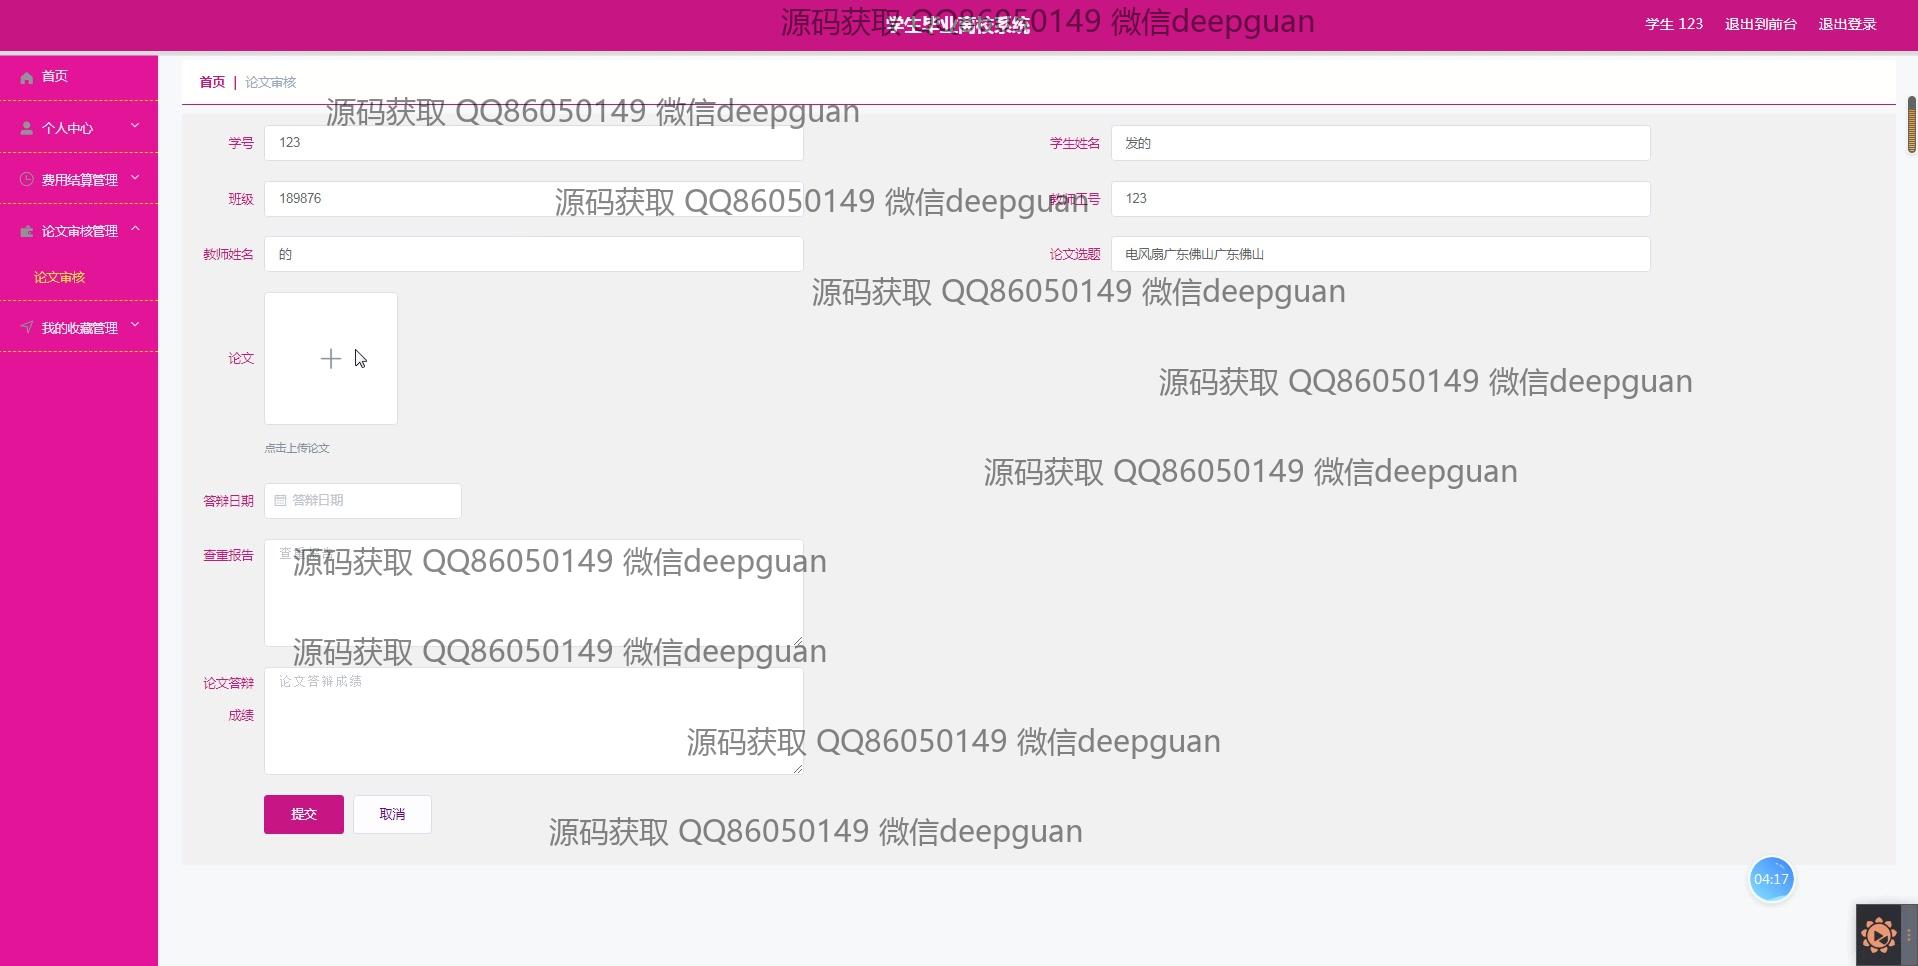 学生毕业离校系统
源码获取 QQ86050149 微信deepguan
学生 123 退出到前台 退出登录
首页
个人中心
费用结算管理
论文审核管理
论文审核
我的收藏管理
首页 | 论文审核
源码获取 QQ86050149 微信deepguan
学号 123
学生姓名 发的
班级 189876
源码获取 QQ86050149 微信deepguan
教师工号 123
教师姓名 的
论文选题 电风扇广东佛山广东佛山
源码获取 QQ86050149 微信deepguan
论文
源码获取 QQ86050149 微信deepguan
点击上传论文
源码获取 QQ86050149 微信deepguan
答辩日期 答辩日期
查重报告 查重报告
源码获取 QQ86050149 微信deepguan
源码获取 QQ86050149 微信deepguan
论文答辩
成绩
论文答辩成绩
源码获取 QQ86050149 微信deepguan
提交 取消
源码获取 QQ86050149 微信deepguan
04:17